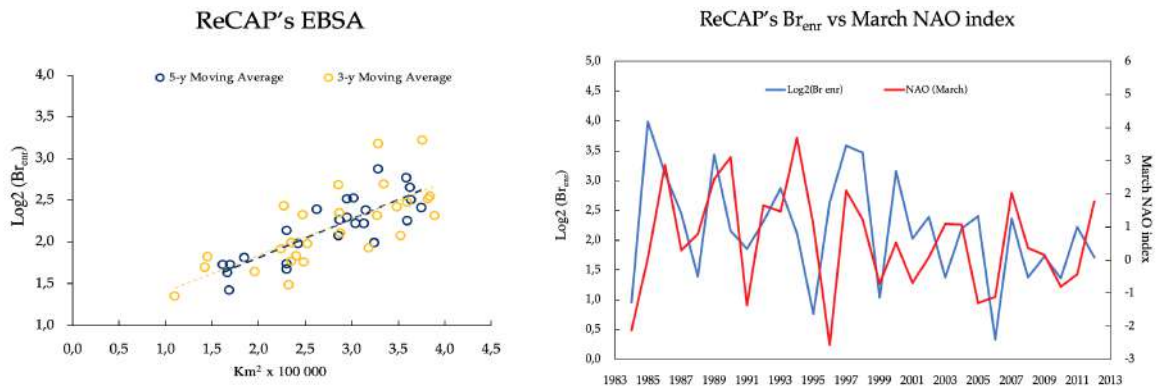 ReCAP's EBSA
5-y Moving Average
3-y Moving Average
4,0
3,5
3,0
2,5
2,0
1,5
1,0
Log2 (Brenr)
0,0 0,5 1,0 1,5 2,0 2,5 3,0 3,5 4,0 4,5
Km² x 100 000
ReCAP's Brenr vs March NAO index
Log2(Br enr)
NAO (March)
5,0
4,5
4,0
3,5
3,0
2,5
2,0
1,5
1,0
0,5
0,0
Log2 (Brenr)
6
5
4
3
2
1
0
-1
-2
-3
March NAO index
1983 1985 1987 1989 1991 1993 1995 1997 1999 2001 2003 2005 2007 2009 2011 2013